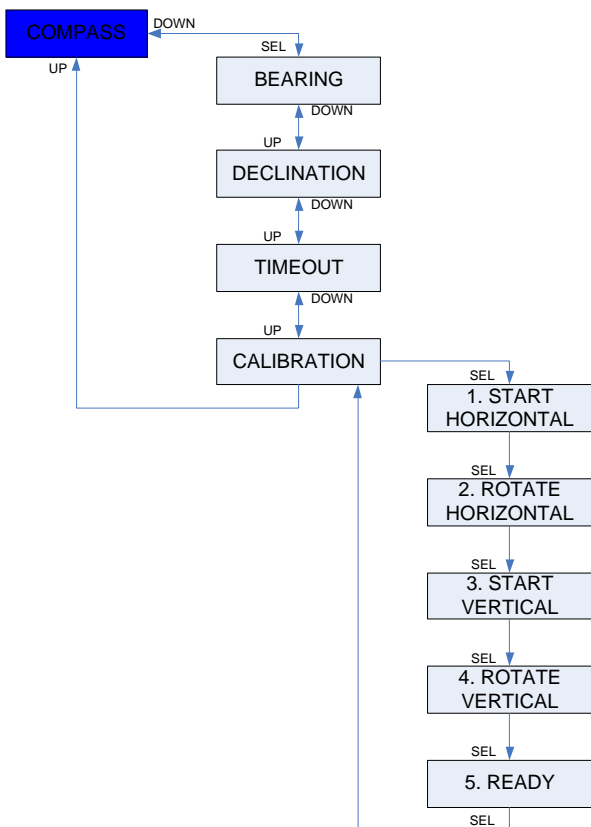 COMPASS
DOWN
SEL
UP
BEARING
DOWN
UP
DECLINATION
DOWN
UP
TIMEOUT
DOWN
UP
CALIBRATION
SEL
1. START
HORIZONTAL
SEL
2. ROTATE
HORIZONTAL
SEL
3. START
VERTICAL
SEL
4. ROTATE
VERTICAL
SEL
5. READY
SEL